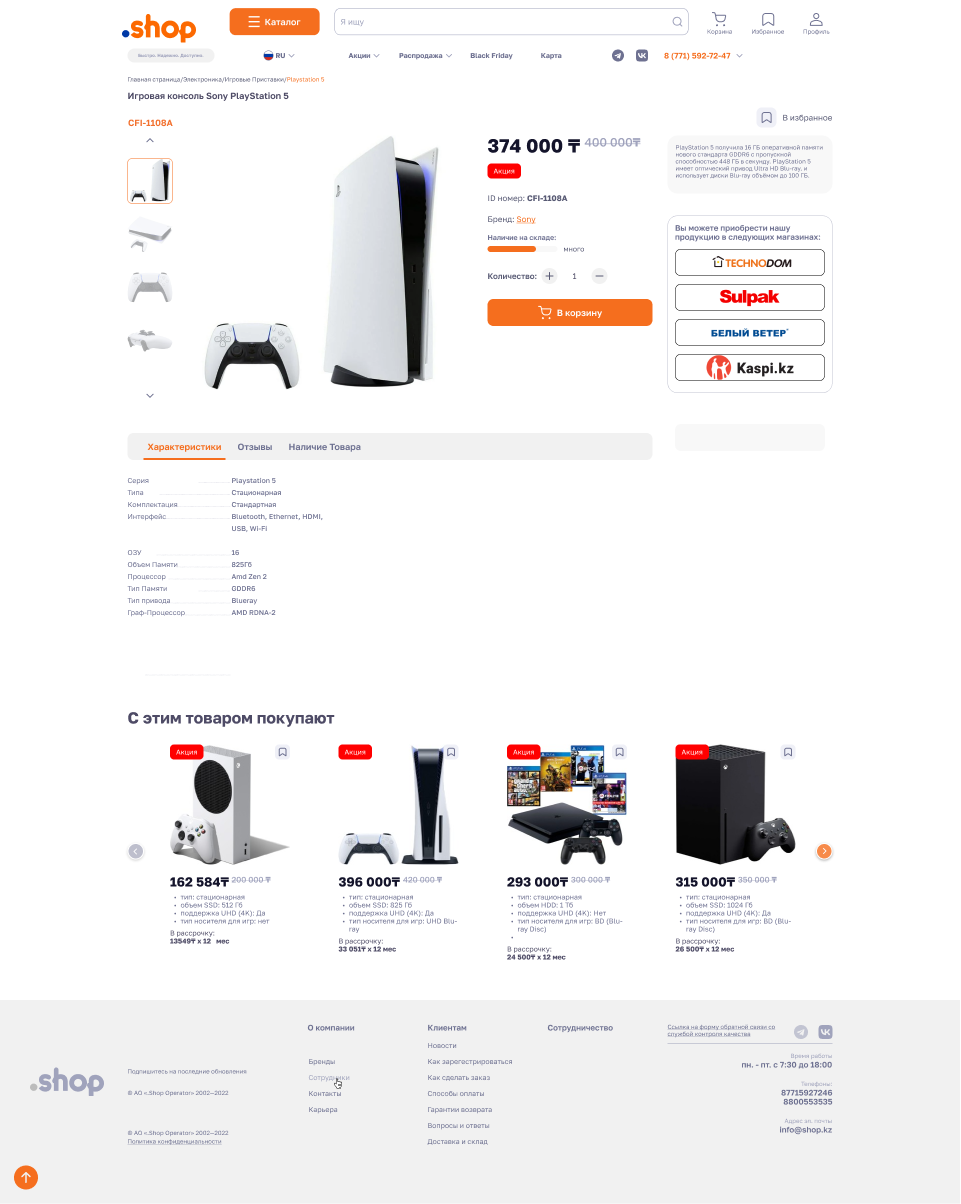 .shop
Каталог
Я ищу
Корзина
Избранное
Профиль
Быстро. Надежно. Доступно.
RU
Акции
Распродажа
Black Friday
Карта
8 (771) 592-72-47
Главная страница/Электроника/Игровые Приставки/Playstation 5
Игровая консоль Sony PlayStation 5
CFI-1108A
В избранное
374 000 ₸ 400 000₸
Акция
ID номер: CFI-1108A
Бренд: Sony
Наличие на складе:
много
Количество:
1
В корзину
PlayStation 5 получила 16 ГБ оперативной памяти
нового стандарта GDDR6 с пропускной
способностью 448 ГБ в секунду. PlayStation 5
имеет оптический привод Ultra HD Blu-ray, и
использует диски Blu-ray объёмом до 100 ГБ.
Вы можете приобрести нашу
продукцию в следующих магазинах:
TECHNODOM
Sulpak
БЕЛЫЙ ВЕТЕР
Kaspi.kz
Характеристики
Отзывы
Наличие Товара
Серия Playstation 5
Типа Стационарная
Комплектация Стандартная
Интерфейс Bluetooth, Ethernet, HDMI,
USB, Wi-Fi
ОЗУ 16
Объем Памяти 825Гб
Процессор Amd Zen 2
Тип Памяти GDDR6
Тип привода Blueray
Граф-Процессор AMD RDNA-2
С этим товаром покупают
Акция
162 584₸ 200 000 ₸
• тип: стационарная
• объем SSD: 512 Гб
• поддержка UHD (4K): Да
• тип носителя для игр: нет
В рассрочку:
13549₸ x 12 мес
Акция
396 000₸ 420 000 ₸
• тип: стационарная
• объем SSD: 825 Гб
• поддержка UHD (4K): Да
• тип носителя для игр: UHD Blu-
ray
В рассрочку:
33 051₸ x 12 мес
Акция
293 000₸ 300 000 ₸
• тип: стационарная
• объем HDD: 1 Тб
• поддержка UHD (4K): Нет
• тип носителя для игр: BD (Blu-
ray Disc)
•
В рассрочку:
24 500₸ x 12 мес
Акция
315 000₸ 350 000 ₸
• тип: стационарная
• объем SSD: 1024 Гб
• поддержка UHD (4K): Да
• тип носителя для игр: BD (Blu-
ray Disc)
В рассрочку:
26 500₸ x 12 мес
.shop
Подпишитесь на последние обновления
© АО «.Shop Operator» 2002—2022
© АО «.Shop Operator» 2002—2022
Политика конфиденциальности
О компании
Бренды
Сотрудники
Контакты
Карьера
Клиентам
Новости
Как зарегестрироваться
Как сделать заказ
Способы оплаты
Гарантии возврата
Вопросы и ответы
Доставка и склад
Сотрудничество
Ссылка на форму обратной связи со
службой контроля качества
Время работы
пн. - пт. с 7:30 до 18:00
Телефоны:
87715927246
8800553535
Адрес эл. почты
info@shop.kz